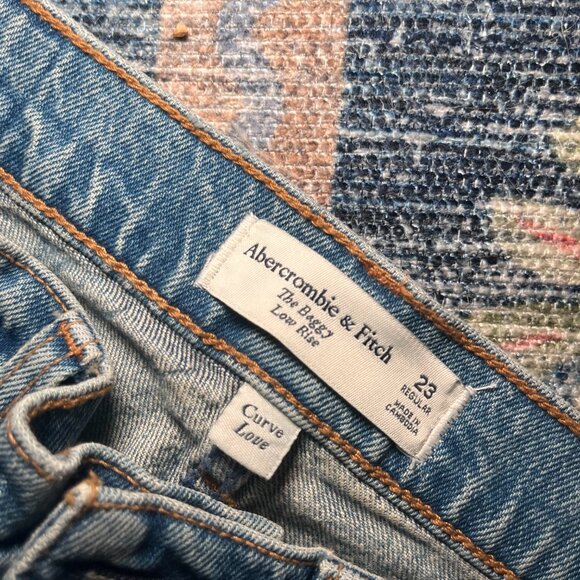 Abercrombie & Fitch
The Baggy
Low Rise
23
REGULAR
MADE IN
CAMBODIA
Curve
Love